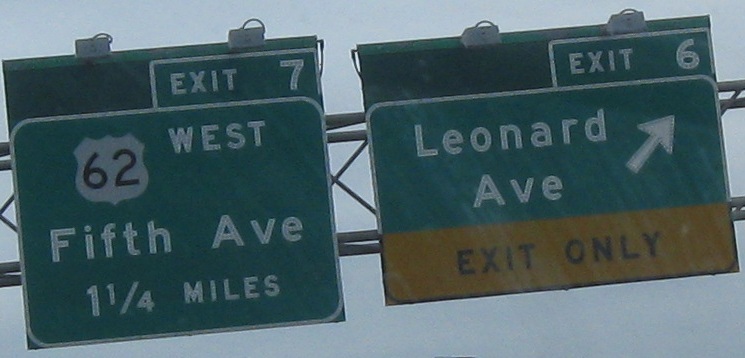 EXIT 7
62 WEST
Fifth Ave
1 1/4 MILES
EXIT 6
Leonard
Ave
EXIT ONLY